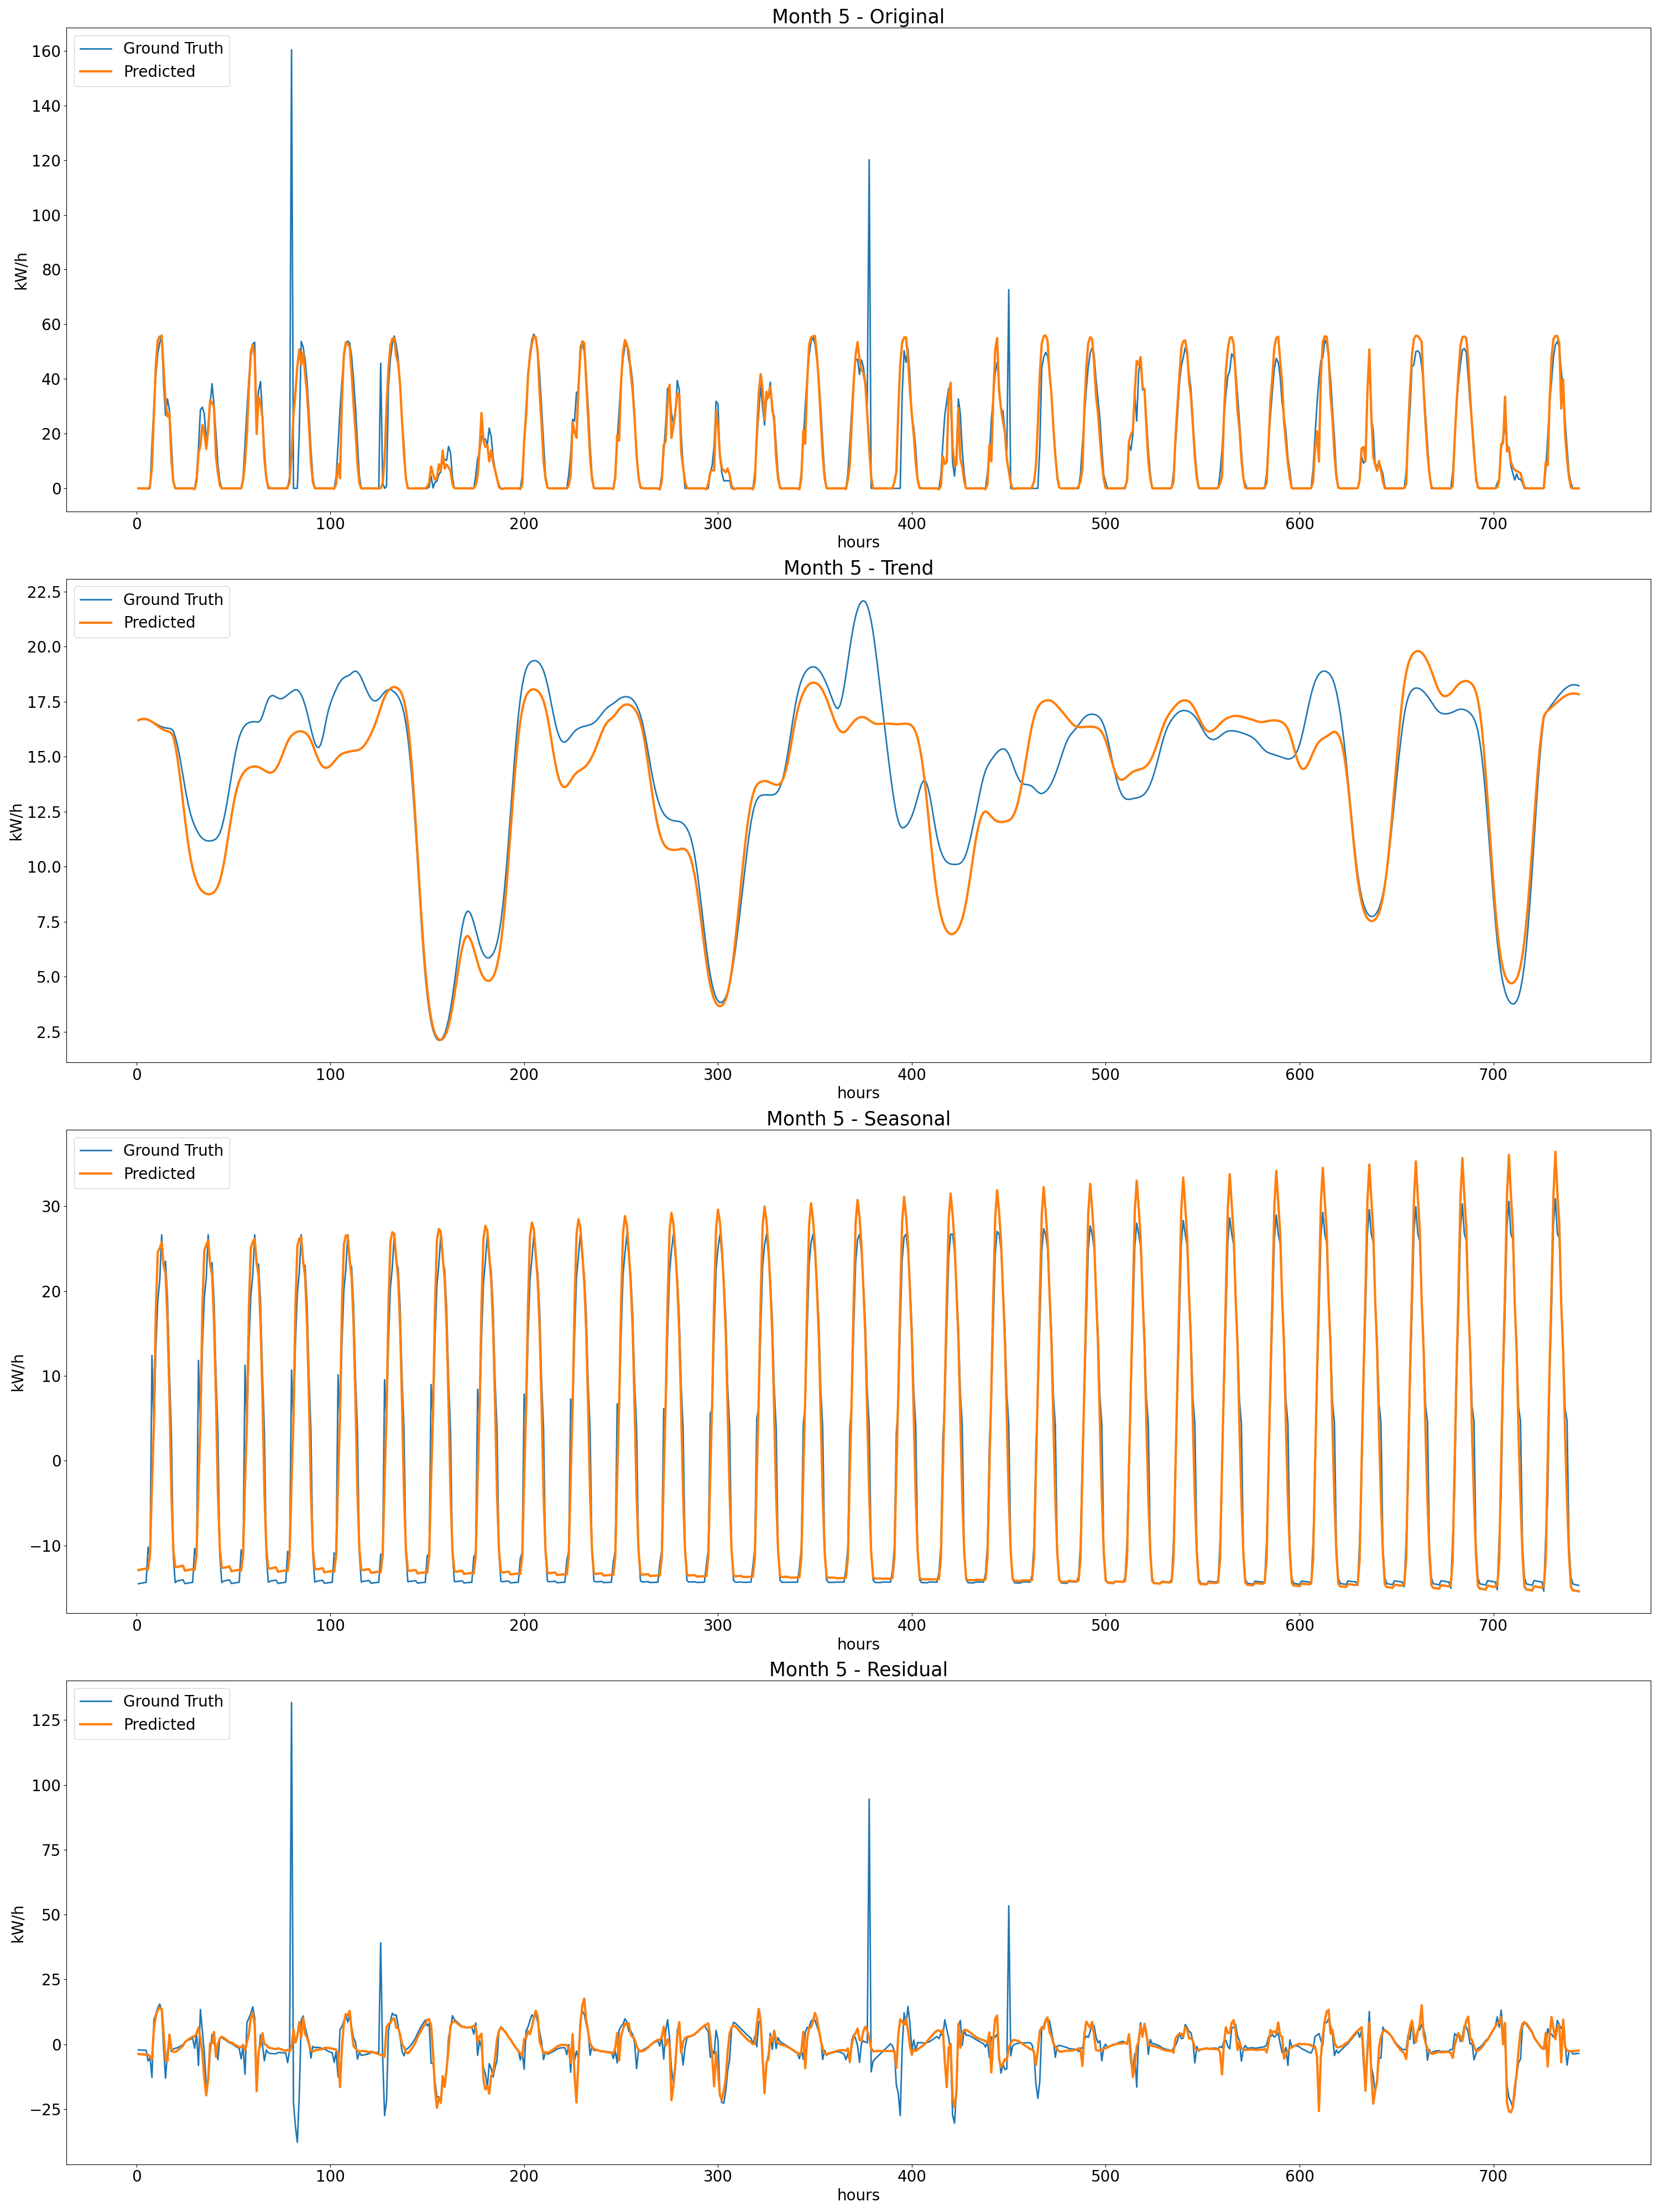 Month 5 - Original
Ground Truth
Predicted
160
140
120
100
80
60
40
20
0
kW/h
0 100 200 300 400 500 600 700
hours
Month 5 - Trend
Ground Truth
Predicted
22.5
20.0
17.5
15.0
12.5
10.0
7.5
5.0
2.5
kW/h
0 100 200 300 400 500 600 700
hours
Month 5 - Seasonal
Ground Truth
Predicted
30
20
10
0
−10
kW/h
0 100 200 300 400 500 600 700
hours
Month 5 - Residual
Ground Truth
Predicted
125
100
75
50
25
0
−25
kW/h
0 100 200 300 400 500 600 700
hours